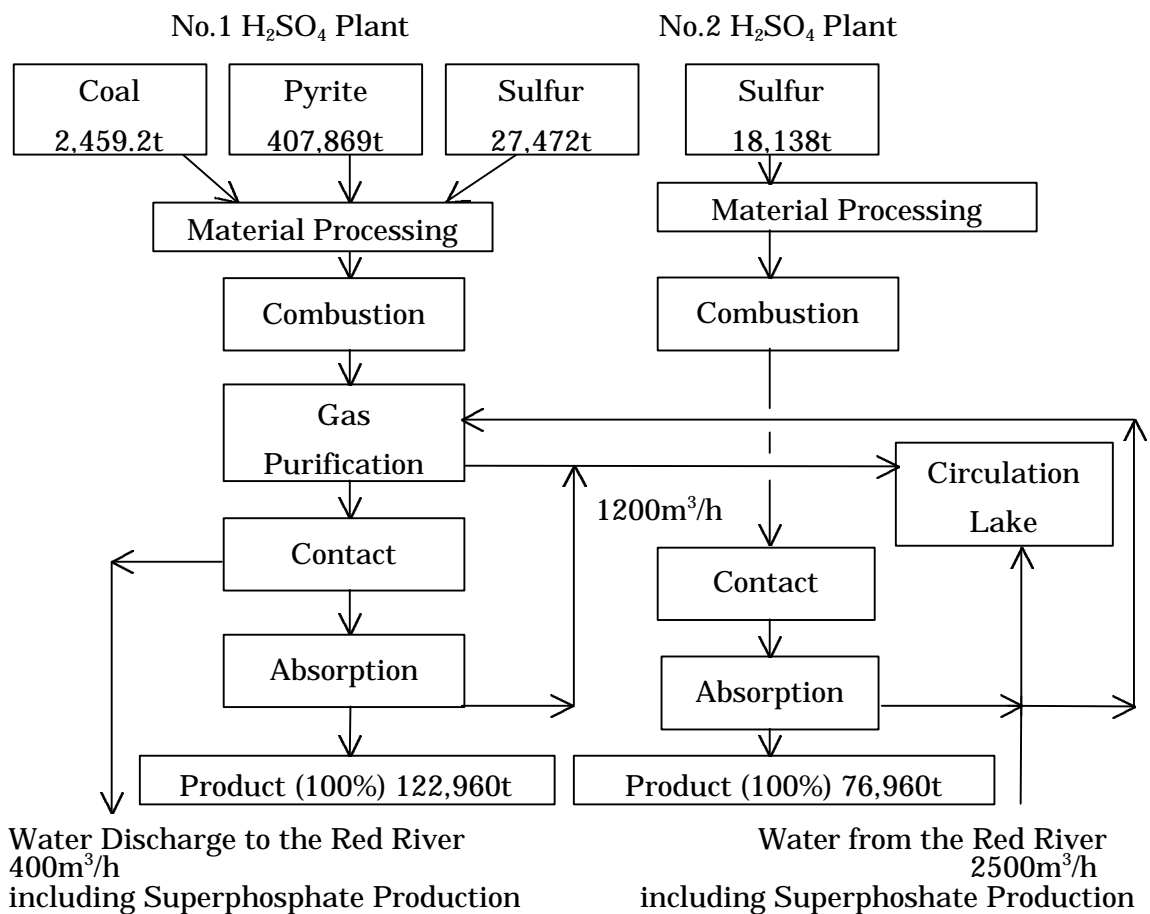 No.1 H₂SO₄ Plant
No.2 H₂SO₄ Plant
Coal
2,459.2t
Pyrite
407,869t
Sulfur
27,472t
Sulfur
18,138t
Material Processing
Material Processing
Combustion
Combustion
Gas
Purification
Circulation
Lake
1200m³/h
Contact
Contact
Absorption
Absorption
Product (100%) 122,960t
Product (100%) 76,960t
Water Discharge to the Red River
400m³/h
including Superphosphate Production
Water from the Red River
2500m³/h
including Superphoshate Production